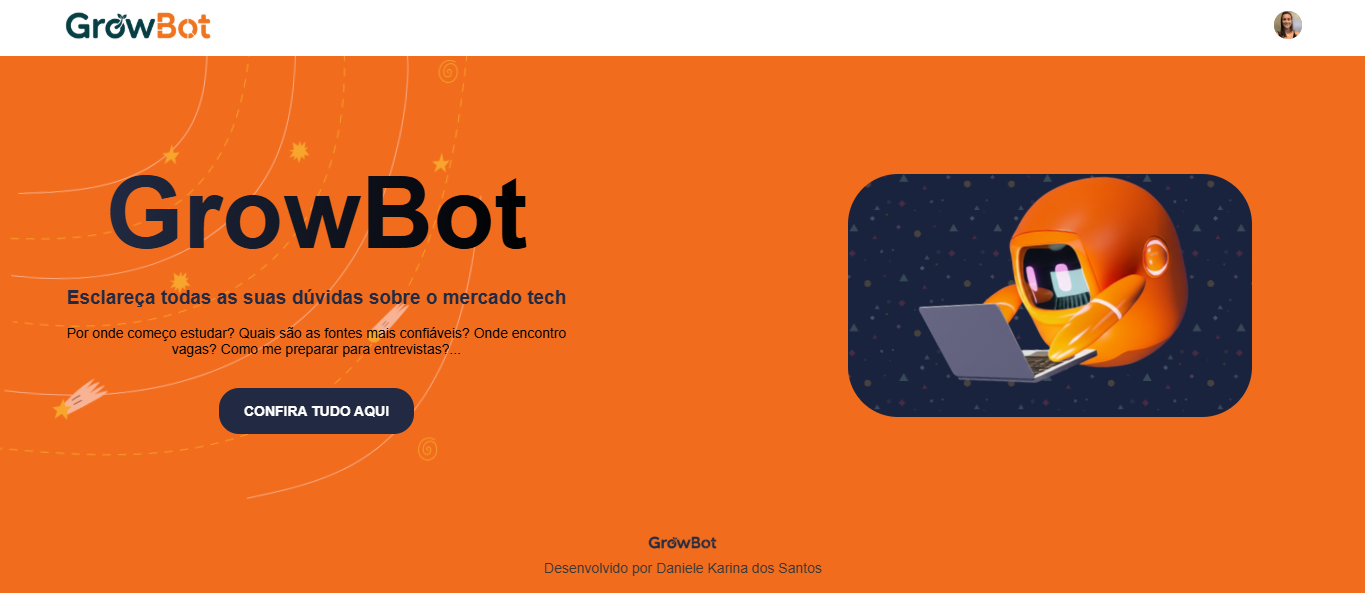 GrowBot
GrowBot
Esclareça todas as suas dúvidas sobre o mercado tech
Por onde começo estudar? Quais são as fontes mais confiáveis? Onde encontro
vagas? Como me preparar para entrevistas?...
CONFIRA TUDO AQUI
GrowBot
Desenvolvido por Daniele Karina dos Santos